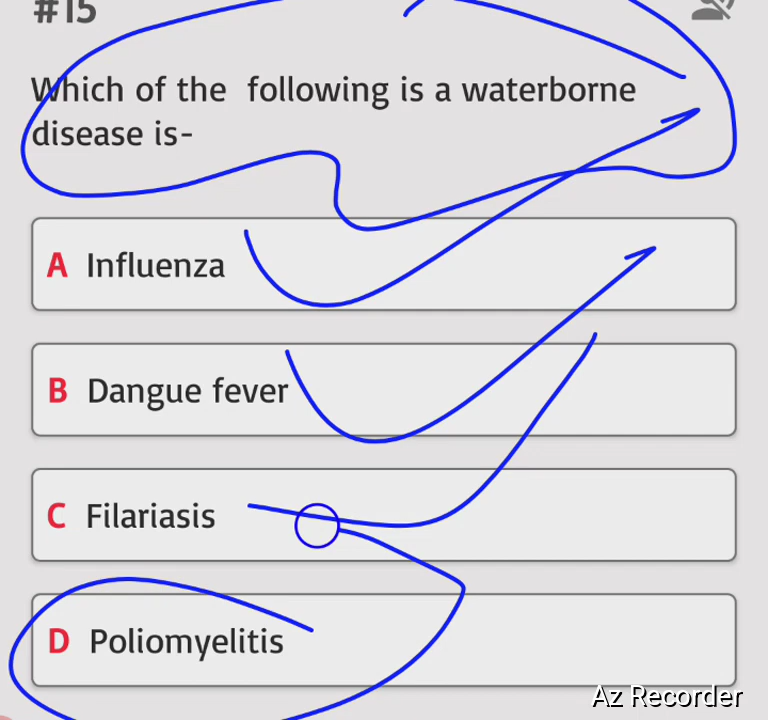 #15
Which of the following is a waterborne
disease is-
A Influenza
B Dangue fever
C Filariasis
D Poliomyelitis
Az Recorder